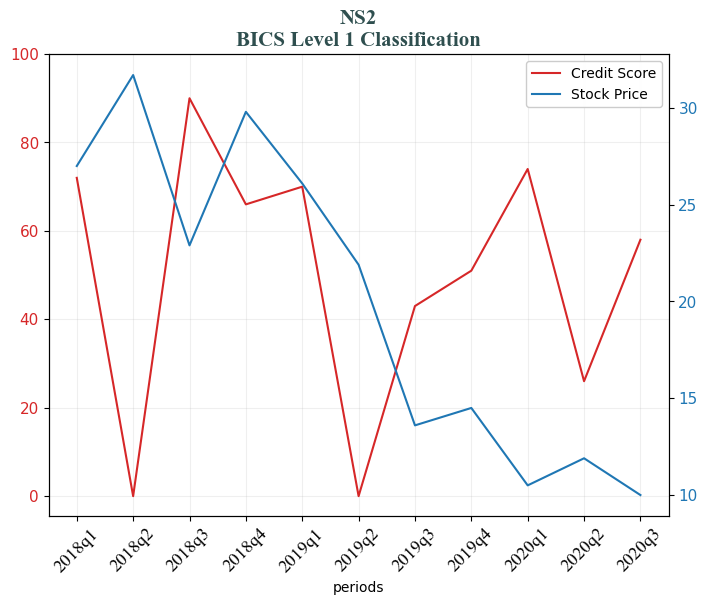 NS2
BICS Level 1 Classification
Credit Score
Stock Price
100
80
60
40
20
0
30
25
20
15
10
2018q1
2018q2
2018q3
2018q4
2019q1
2019q2
2019q3
2019q4
2020q1
2020q2
2020q3
periods